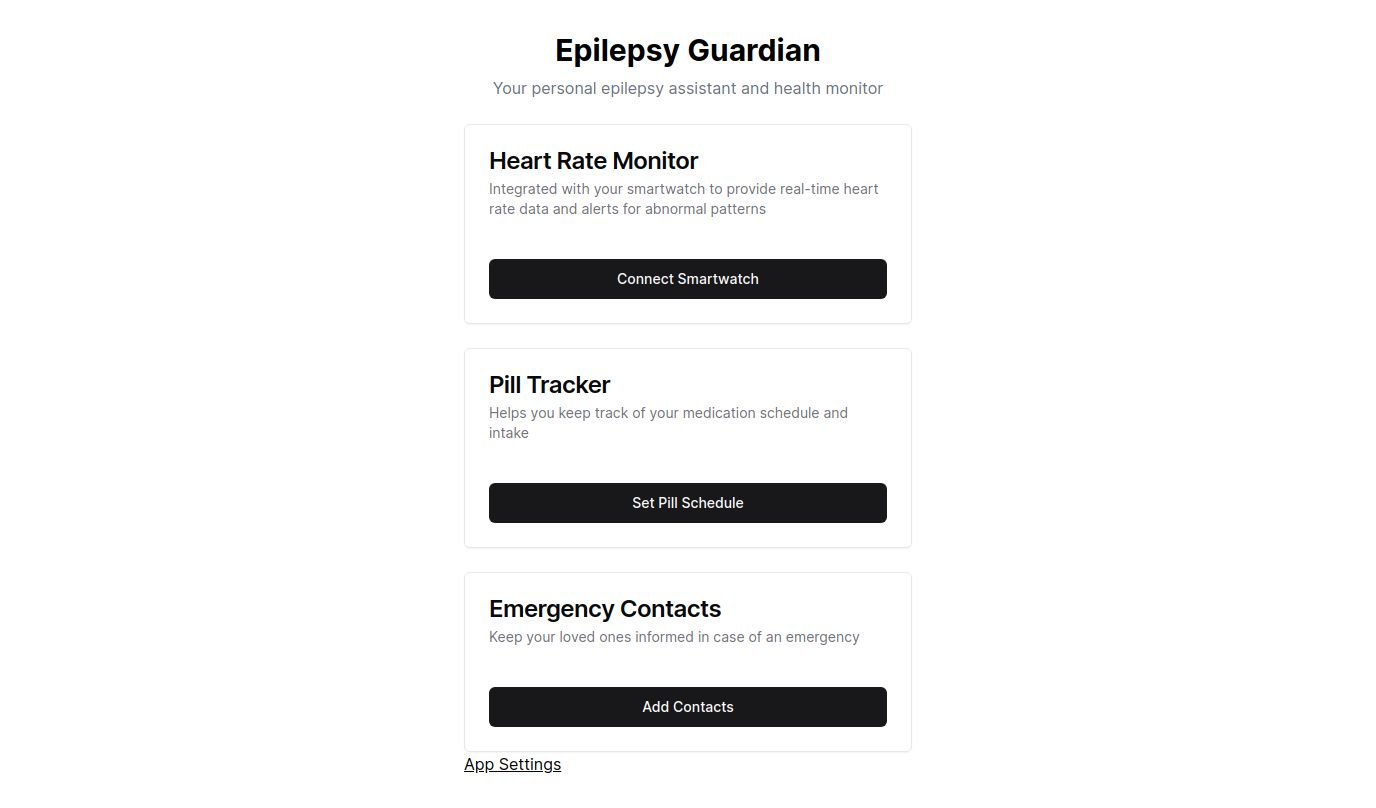 Epilepsy Guardian
Your personal epilepsy assistant and health monitor
Heart Rate Monitor
Integrated with your smartwatch to provide real-time heart
rate data and alerts for abnormal patterns
Connect Smartwatch
Pill Tracker
Helps you keep track of your medication schedule and
intake
Set Pill Schedule
Emergency Contacts
Keep your loved ones informed in case of an emergency
Add Contacts
App Settings